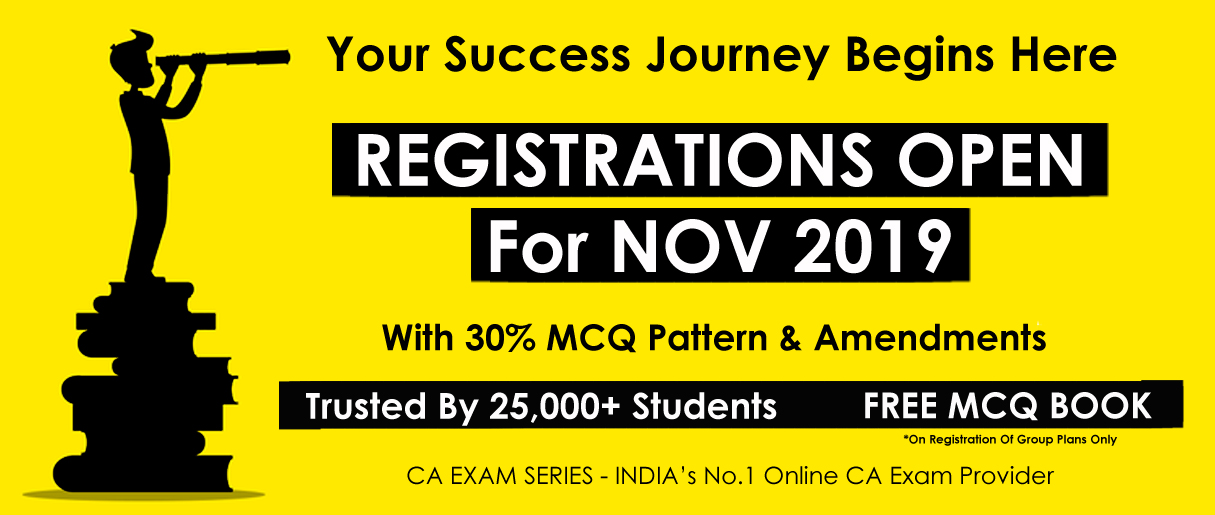 Your Success Journey Begins Here
REGISTRATIONS OPEN
For NOV 2019
With 30% MCQ Pattern & Amendments
Trusted By 25,000+ Students FREE MCQ BOOK
*On Registration Of Group Plans Only
CA EXAM SERIES - INDIA's No.1 Online CA Exam Provider